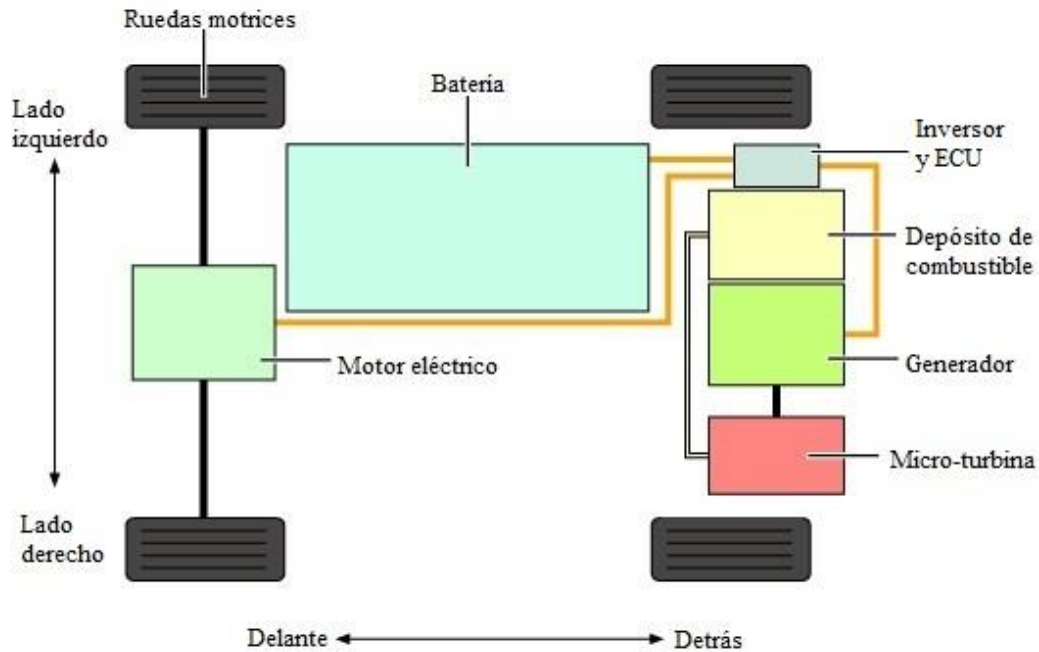 Ruedas motrices
Batería
Lado
izquierdo
Inversor
y ECU
Depósito de
combustible
Motor eléctrico
Generador
Micro-turbina
Lado
derecho
Delante
Detrás